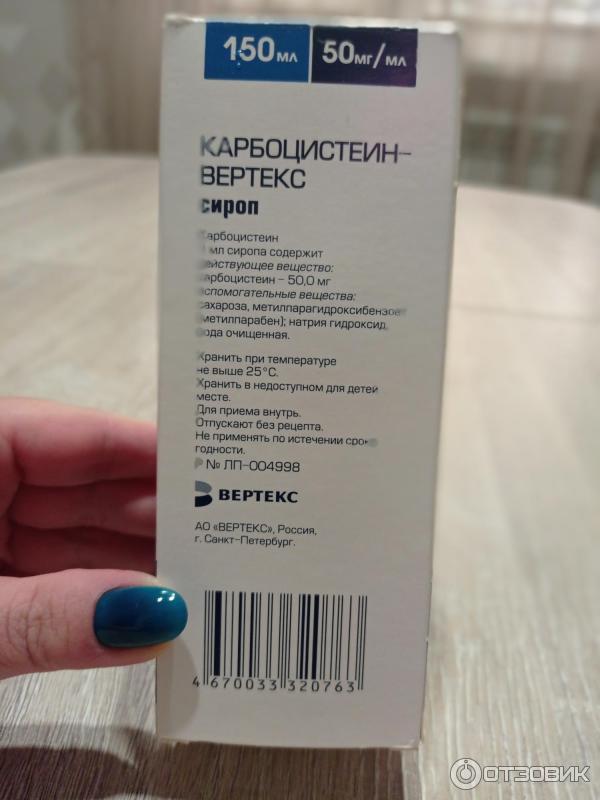 150 мл 50 мг/мл
КАРБОЦИСТЕИН-
ВЕРТЕКС
сироп
Карбоцистеин
1 мл сиропа содержит
действующее вещество:
карбоцистеин – 50,0 мг
вспомогательные вещества:
сахароза, метилпарагидроксибензоат
(метилпарабен); натрия гидроксид,
вода очищенная.
Хранить при температуре
не выше 25°С.
Хранить в недоступном для детей
месте.
Для приема внутрь.
Отпускают без рецепта.
Не применять по истечении срока
годности.
Р № ЛП-004998
ВЕРТЕКС
АО «ВЕРТЕКС», Россия,
г. Санкт-Петербург.
4 670033 320763
ОТЗОВИК